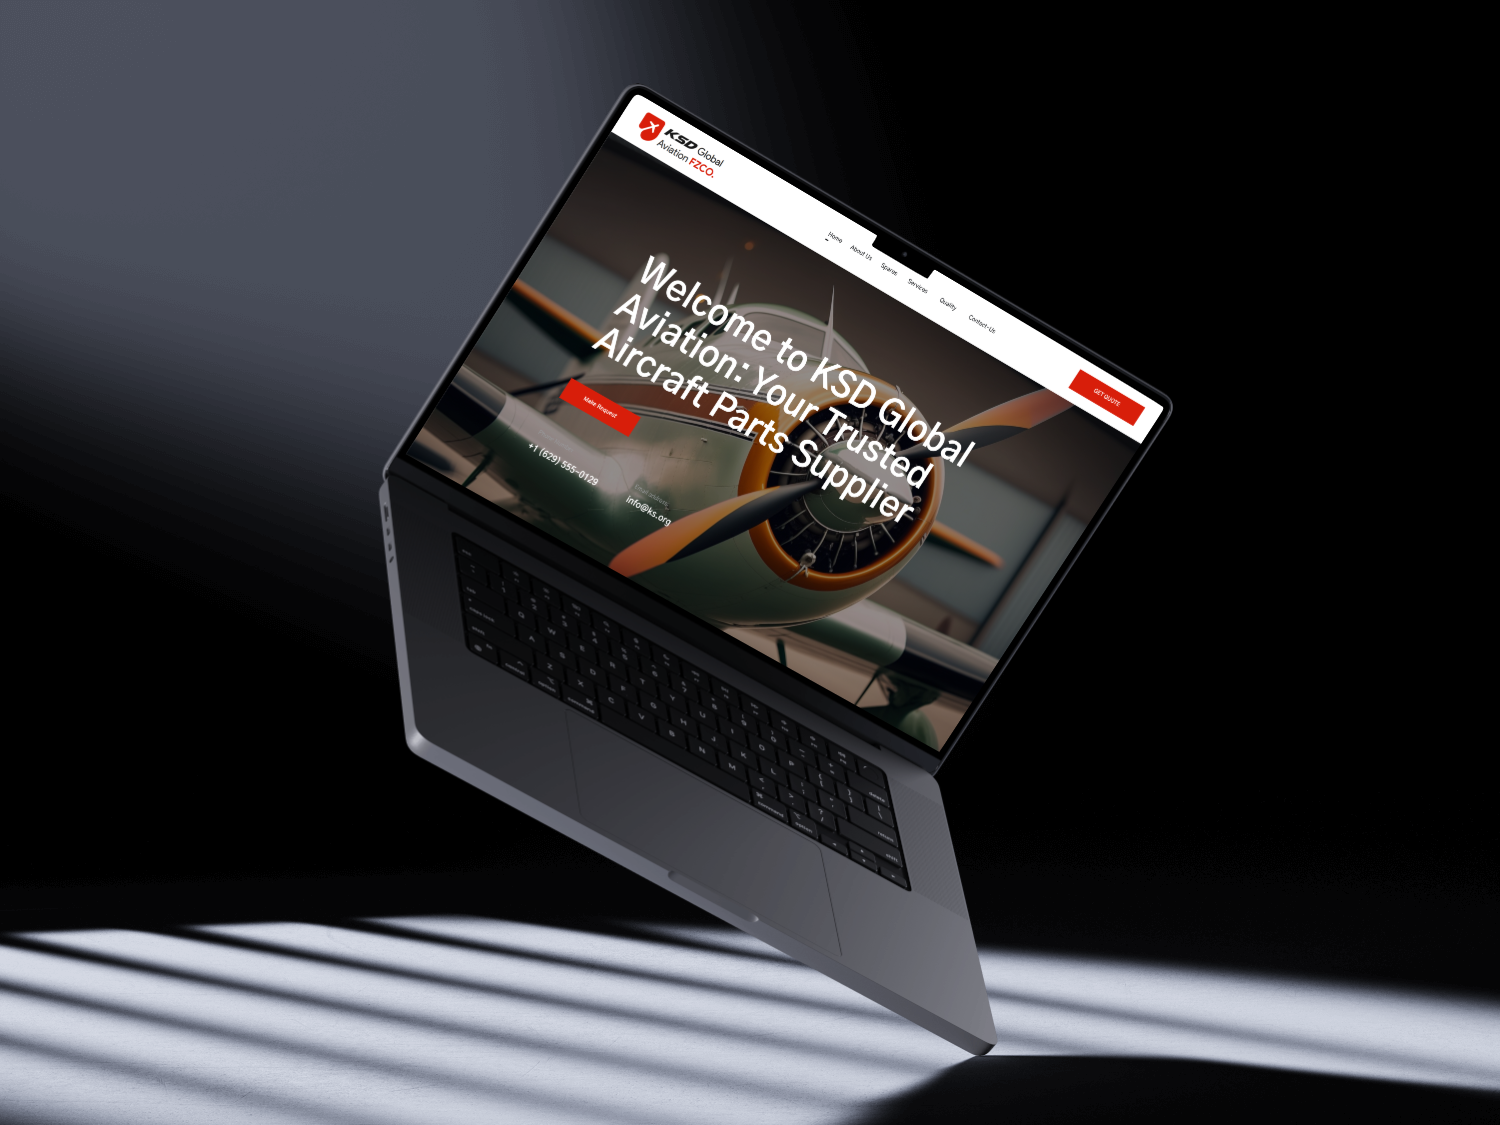 KSD Global
Aviation FZCO.
Home
About Us
Spares
Services
Quality
Contact-Us
GET QUOTE
Welcome to KSD Global
Aviation: Your Trusted
Aircraft Parts Supplier
Make Request
+1 (629) 555-0129
info@ks.org